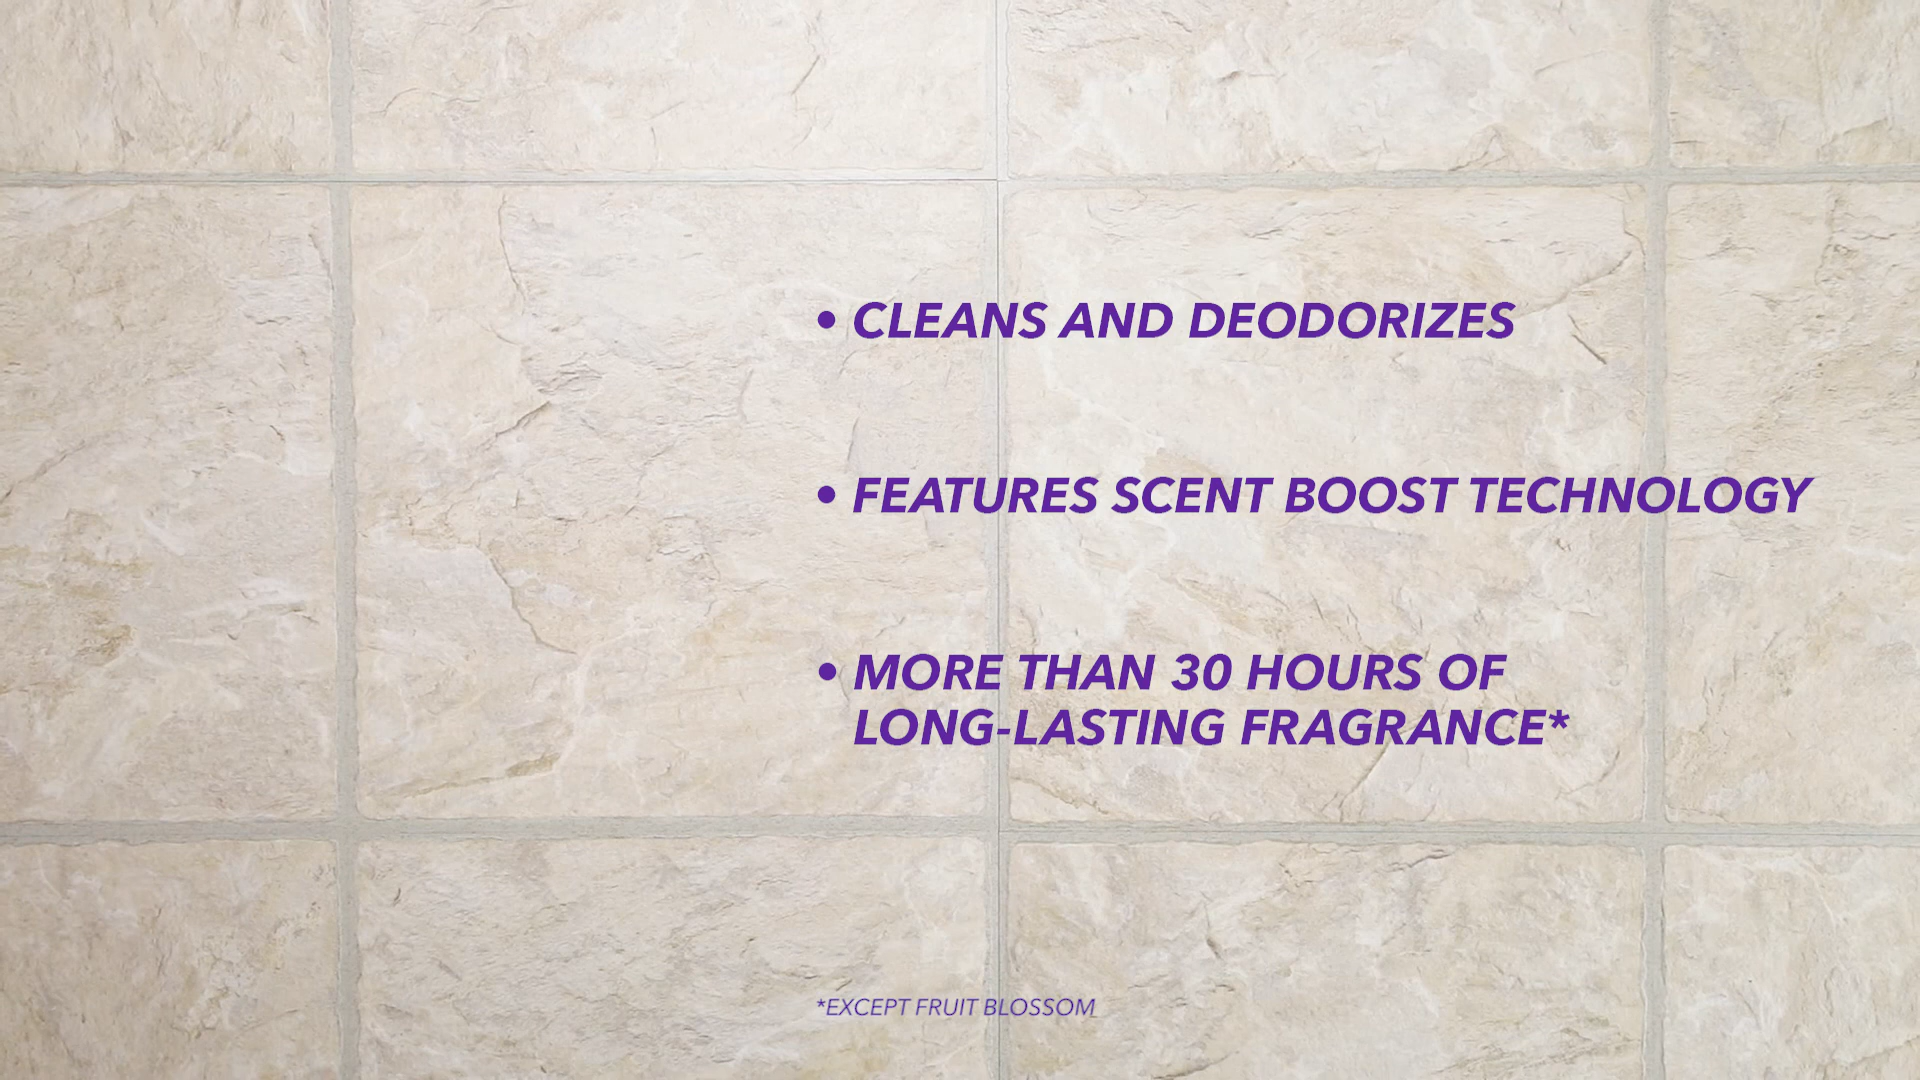 • CLEANS AND DEODORIZES
• FEATURES SCENT BOOST TECHNOLOGY
• MORE THAN 30 HOURS OF
LONG-LASTING FRAGRANCE*
*EXCEPT FRUIT BLOSSOM